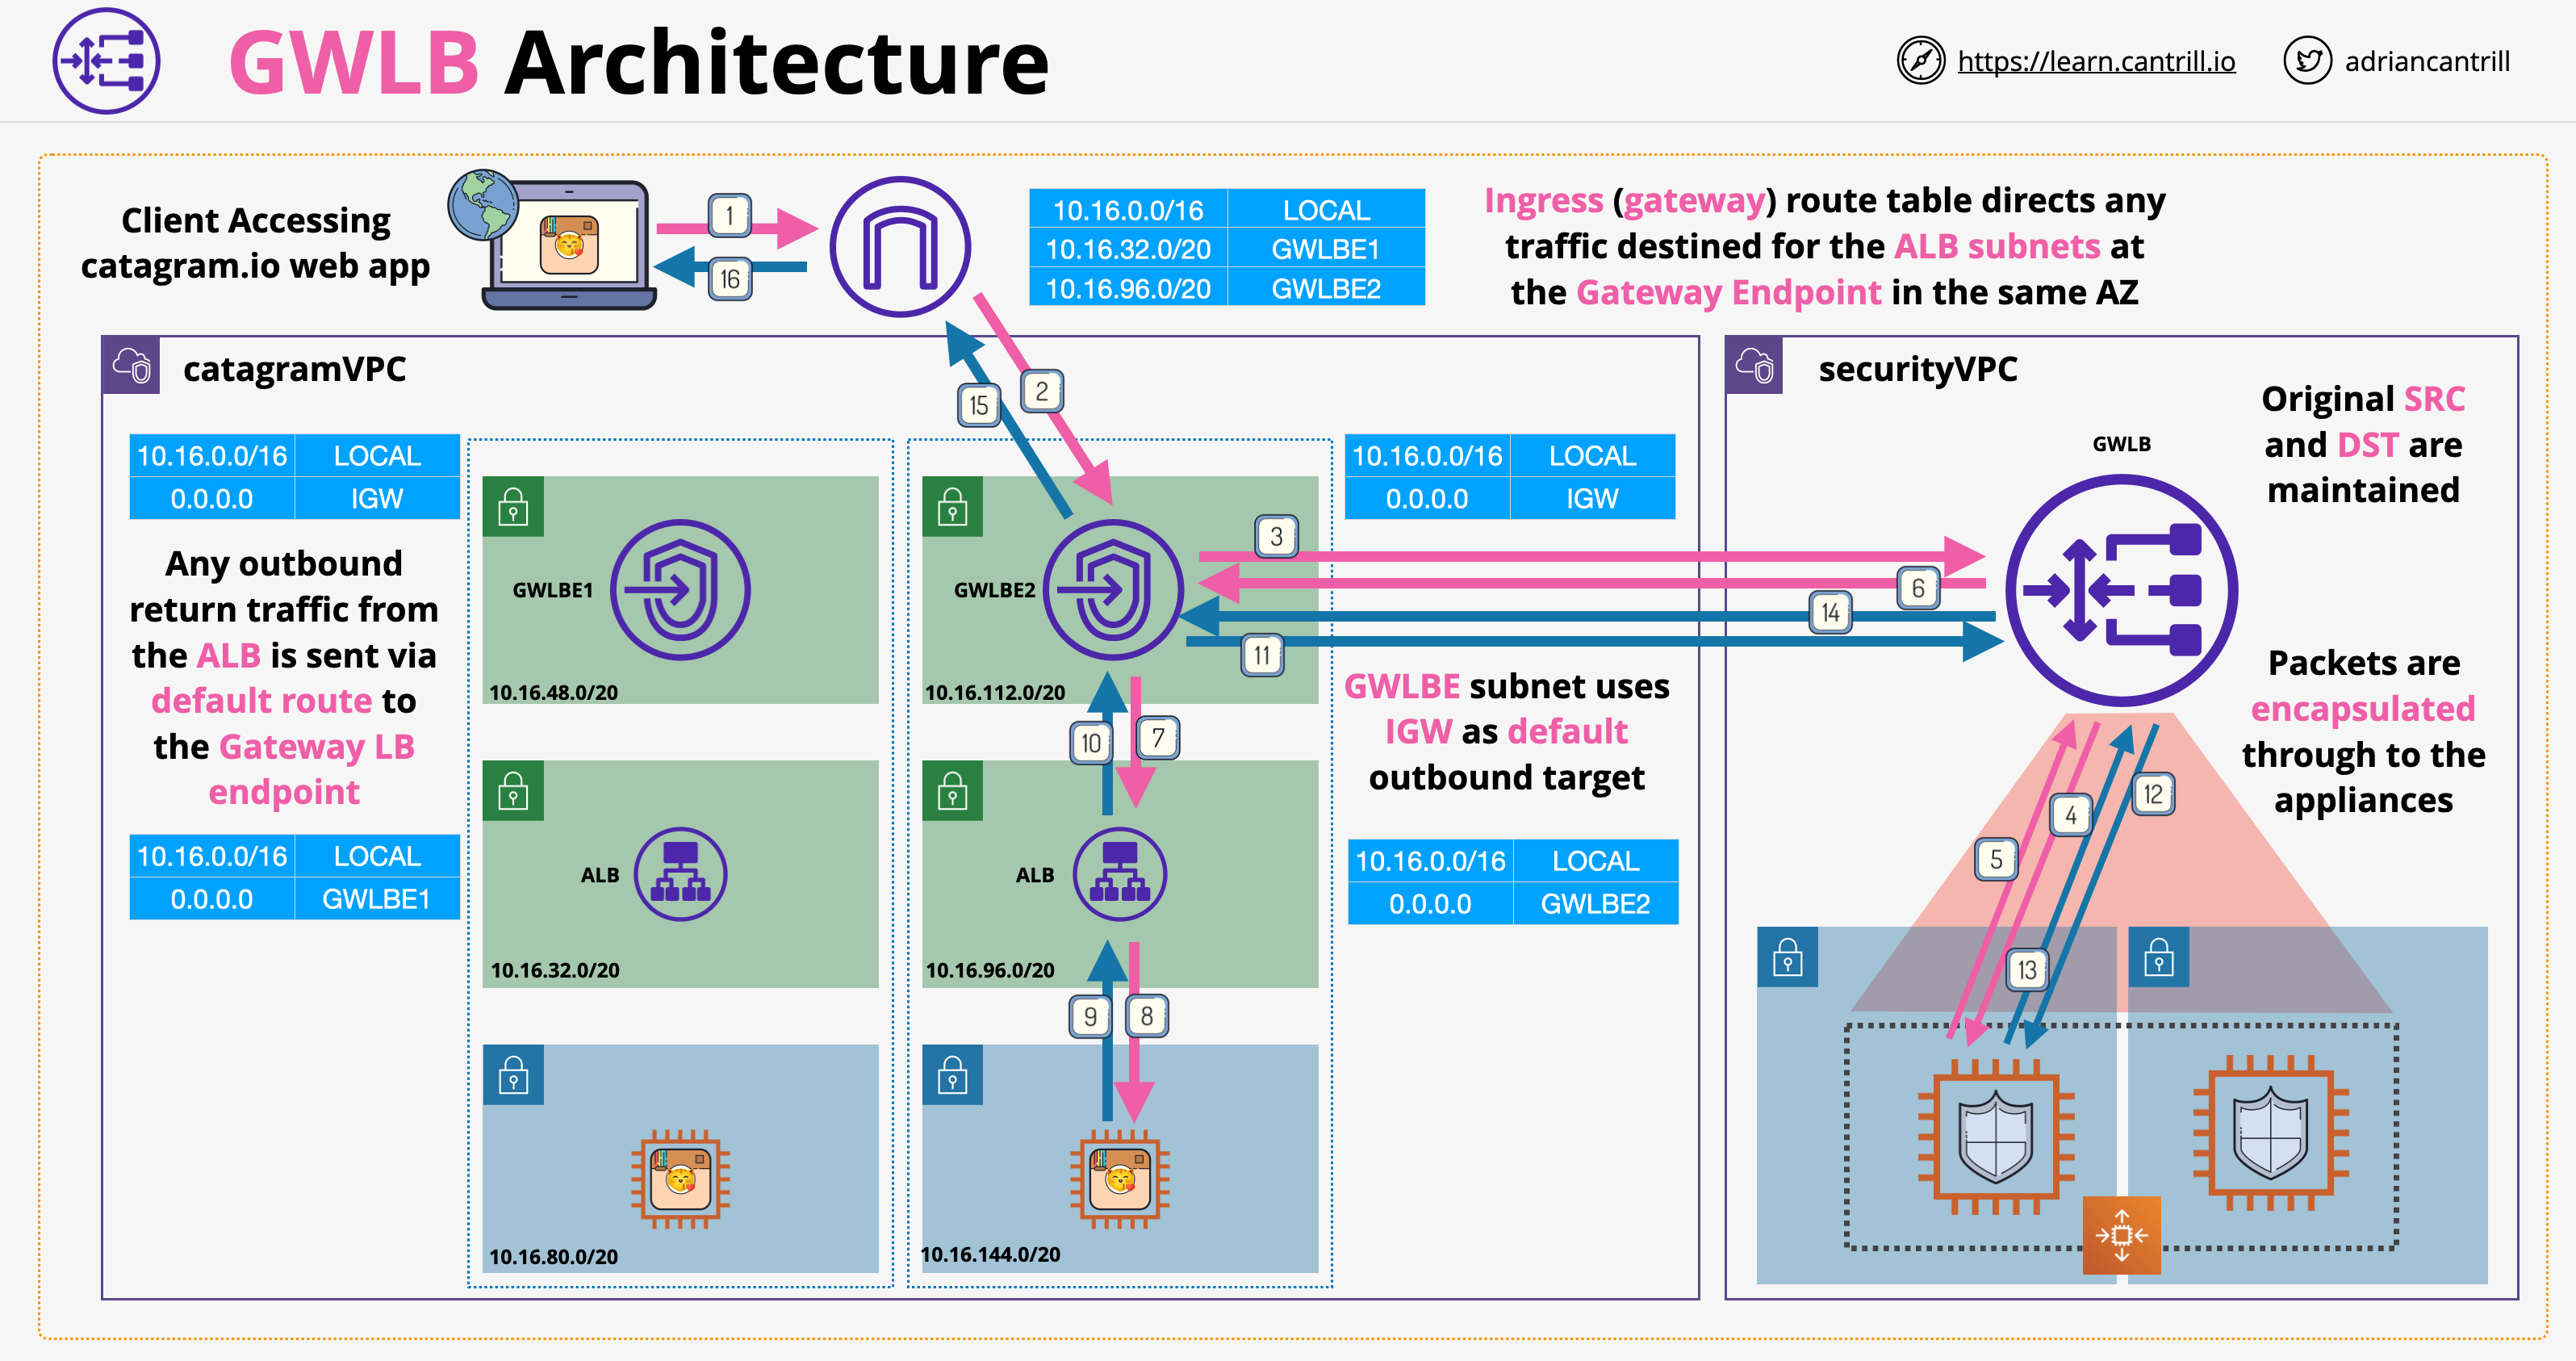 GWLB Architecture
https://learn.cantrill.io
adriancantrill
Client Accessing
catagram.io web app
1
16
10.16.0.0/16 LOCAL
10.16.32.0/20 GWLBE1
10.16.96.0/20 GWLBE2
Ingress (gateway) route table directs any
traffic destined for the ALB subnets at
the Gateway Endpoint in the same AZ
catagramVPC
15
2
10.16.0.0/16 LOCAL
0.0.0.0 IGW
Any outbound
return traffic from
the ALB is sent via
default route to
the Gateway LB
endpoint
10.16.0.0/16 LOCAL
0.0.0.0 GWLBE1
GWLBE1
10.16.48.0/20
ALB
10.16.32.0/20
10.16.80.0/20
GWLBE2
10.16.112.0/20
10
7
ALB
10.16.96.0/20
9
8
10.16.144.0/20
10.16.0.0/16 LOCAL
0.0.0.0 IGW
3
6
14
11
GWLBE subnet uses
IGW as default
outbound target
10.16.0.0/16 LOCAL
0.0.0.0 GWLBE2
securityVPC
GWLB
Original SRC
and DST are
maintained
Packets are
encapsulated
through to the
appliances
12
4
5
13